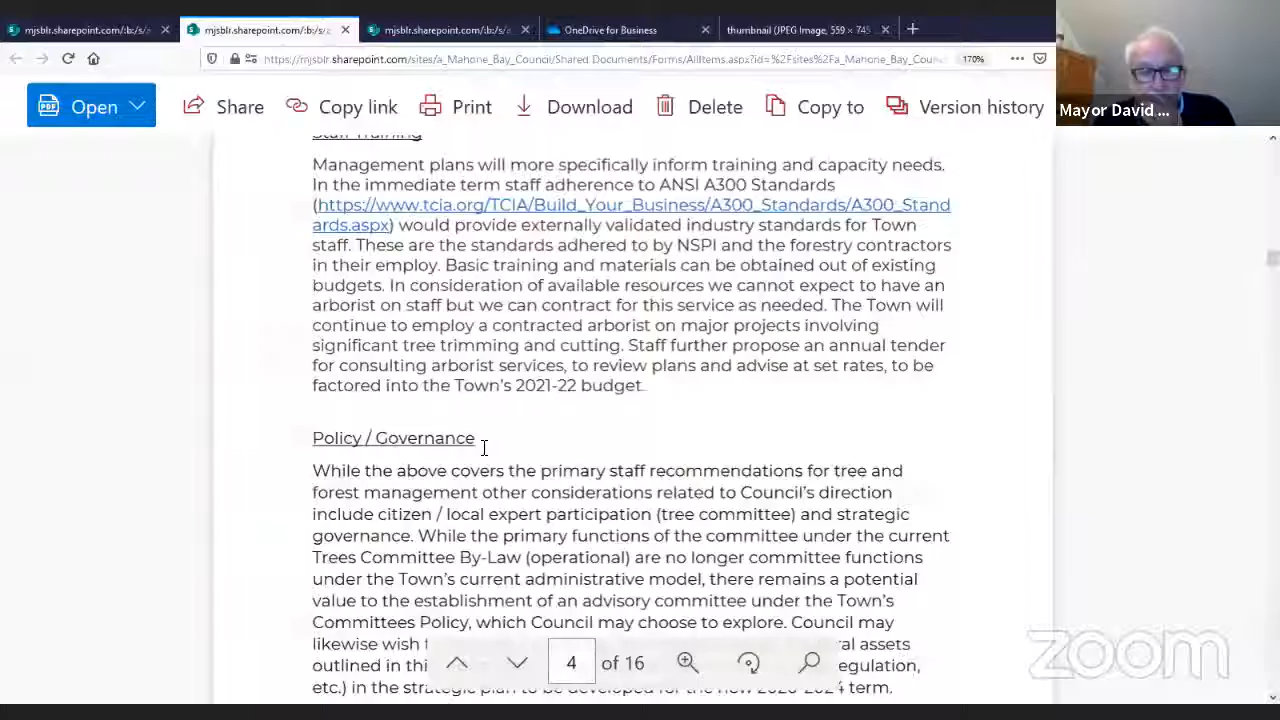 mjsblr.sharepoint.com/:b:/s/a
mjsblr.sharepoint.com/:b:/s/a
mjsblr.sharepoint.com/:b:/s/a
OneDrive for Business
thumbnail (JPEG Image, 559 × 745
https://mjsblr.sharepoint.com/sites/a_Mahone_Bay_Council/Shared Documents/Forms/AllItems.aspx?id=%2Fsites%2Fa_Mahone_Bay_Coun
170%
PDF Open
Share
Copy link
Print
Download
Delete
Copy to
Version history
Mayor David ...
Staff Training
Management plans will more specifically inform training and capacity needs.
In the immediate term staff adherence to ANSI A300 Standards
(https://www.tcia.org/TCIA/Build_Your_Business/A300_Standards/A300_Stand
ards.aspx) would provide externally validated industry standards for Town
staff. These are the standards adhered to by NSPI and the forestry contractors
in their employ. Basic training and materials can be obtained out of existing
budgets. In consideration of available resources we cannot expect to have an
arborist on staff but we can contract for this service as needed. The Town will
continue to employ a contracted arborist on major projects involving
significant tree trimming and cutting. Staff further propose an annual tender
for consulting arborist services, to review plans and advise at set rates, to be
factored into the Town's 2021-22 budget.
Policy / Governance
While the above covers the primary staff recommendations for tree and
forest management other considerations related to Council's direction
include citizen / local expert participation (tree committee) and strategic
governance. While the primary functions of the committee under the current
Trees Committee By-Law (operational) are no longer committee functions
under the Town's current administrative model, there remains a potential
value to the establishment of an advisory committee under the Town's
Committees Policy, which Council may choose to explore. Council may
likewise wish assets
outlined in thi egulation,
etc.) in the strategic plan to be developed for the new 2020-2024 term.
4 of 16
zoom